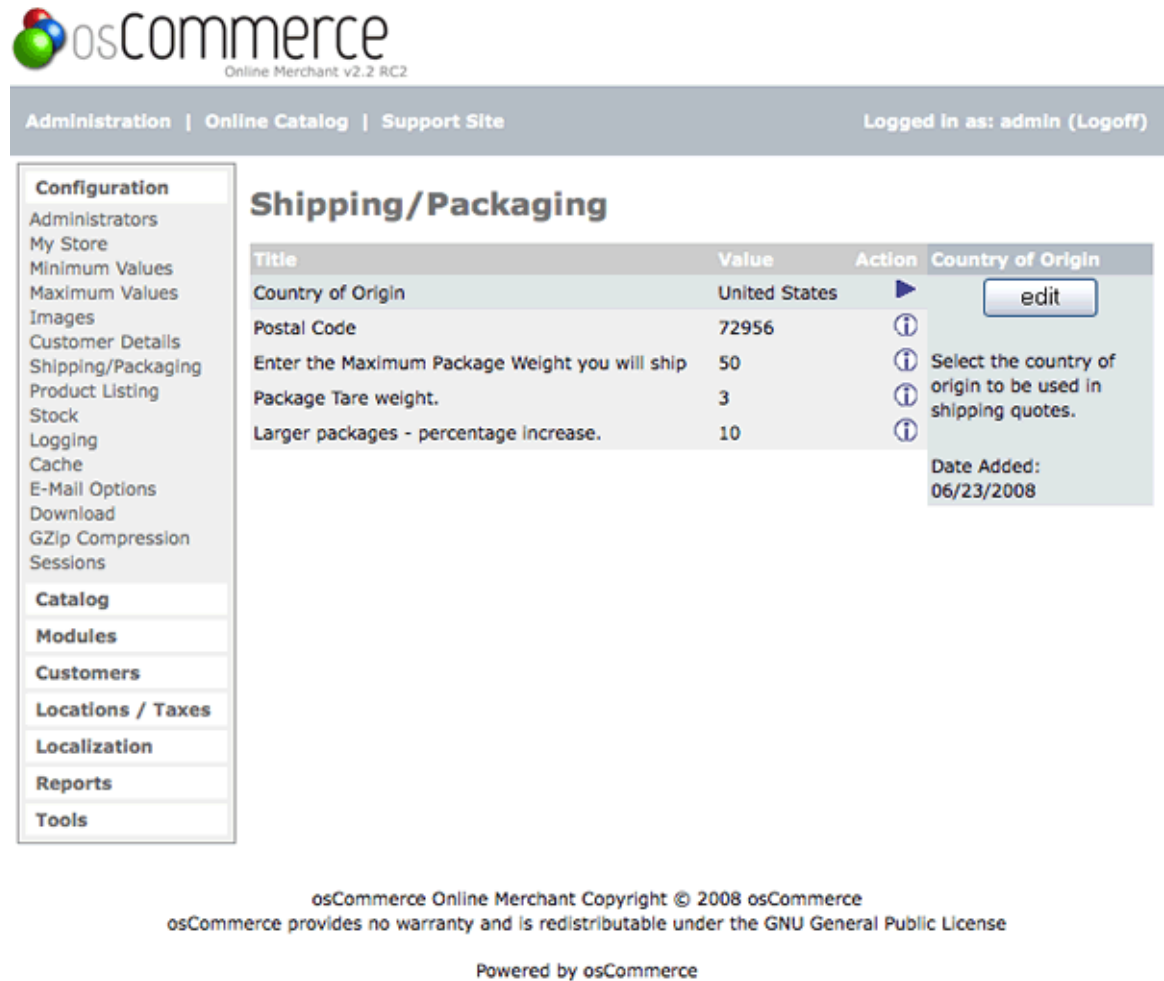 osCommerce
Online Merchant v2.2 RC2
Administration | Online Catalog | Support Site
Logged in as: admin (Logoff)
Configuration
Administrators
My Store
Minimum Values
Maximum Values
Images
Customer Details
Shipping/Packaging
Product Listing
Stock
Logging
Cache
E-Mail Options
Download
GZip Compression
Sessions
Catalog
Modules
Customers
Locations / Taxes
Localization
Reports
Tools
Shipping/Packaging
Title Value Action
Country of Origin United States
Postal Code 72956
Enter the Maximum Package Weight you will ship 50
Package Tare weight. 3
Larger packages - percentage increase. 10
Country of Origin
edit
Select the country of
origin to be used in
shipping quotes.
Date Added:
06/23/2008
osCommerce Online Merchant Copyright © 2008 osCommerce
osCommerce provides no warranty and is redistributable under the GNU General Public License
Powered by osCommerce